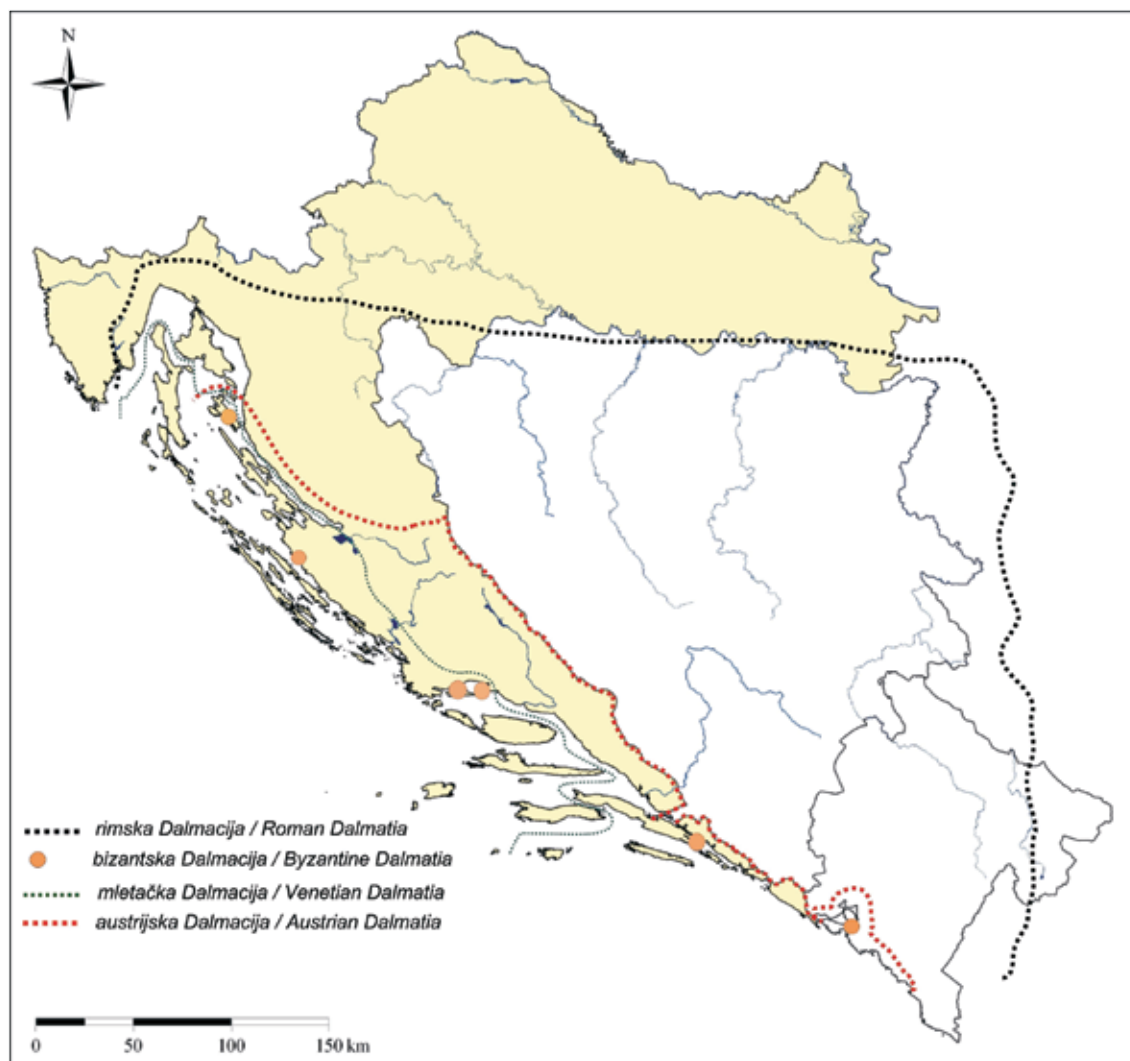 N
rimska Dalmacija / Roman Dalmatia
bizantska Dalmacija / Byzantine Dalmatia
mletačka Dalmacija / Venetian Dalmatia
austrijska Dalmacija / Austrian Dalmatia
0 50 100 150 km